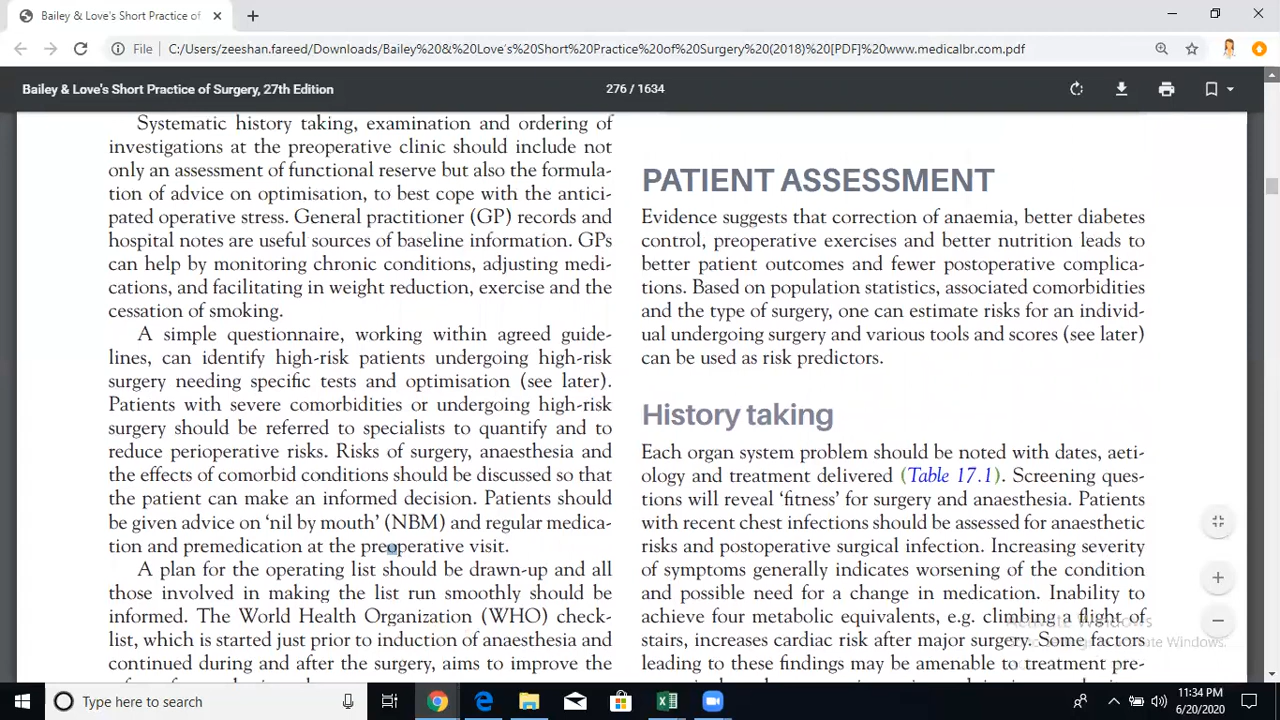 Bailey & Love's Short Practice of
File
C:/Users/zeeshan.fareed/Downloads/Bailey%20&%20Love's%20Short%20Practice%20of%20Surgery%20(2018)%20[PDF]%20www.medicalbr.com.pdf
Bailey & Love's Short Practice of Surgery, 27th Edition
276 / 1634
Systematic history taking, examination and ordering of
investigations at the preoperative clinic should include not
only an assessment of functional reserve but also the formula-
tion of advice on optimisation, to best cope with the antici-
pated operative stress. General practitioner (GP) records and
hospital notes are useful sources of baseline information. GPs
can help by monitoring chronic conditions, adjusting medi-
cations, and facilitating in weight reduction, exercise and the
cessation of smoking.
A simple questionnaire, working within agreed guide-
lines, can identify high-risk patients undergoing high-risk
surgery needing specific tests and optimisation (see later).
Patients with severe comorbidities or undergoing high-risk
surgery should be referred to specialists to quantify and to
reduce perioperative risks. Risks of surgery, anaesthesia and
the effects of comorbid conditions should be discussed so that
the patient can make an informed decision. Patients should
be given advice on 'nil by mouth' (NBM) and regular medica-
tion and premedication at the preoperative visit.
A plan for the operating list should be drawn-up and all
those involved in making the list run smoothly should be
informed. The World Health Organization (WHO) check-
list, which is started just prior to induction of anaesthesia and
continued during and after the surgery, aims to improve the
PATIENT ASSESSMENT
Evidence suggests that correction of anaemia, better diabetes
control, preoperative exercises and better nutrition leads to
better patient outcomes and fewer postoperative complica-
tions. Based on population statistics, associated comorbidities
and the type of surgery, one can estimate risks for an individ-
ual undergoing surgery and various tools and scores (see later)
can be used as risk predictors.
History taking
Each organ system problem should be noted with dates, aeti-
ology and treatment delivered (Table 17.1). Screening ques-
tions will reveal 'fitness' for surgery and anaesthesia. Patients
with recent chest infections should be assessed for anaesthetic
risks and postoperative surgical infection. Increasing severity
of symptoms generally indicates worsening of the condition
and possible need for a change in medication. Inability to
achieve four metabolic equivalents, e.g. climbing a flight of
stairs, increases cardiac risk after major surgery. Some factors
leading to these findings may be amenable to treatment pre-
Activate Windows
Type here to search
11:34 PM
6/20/2020